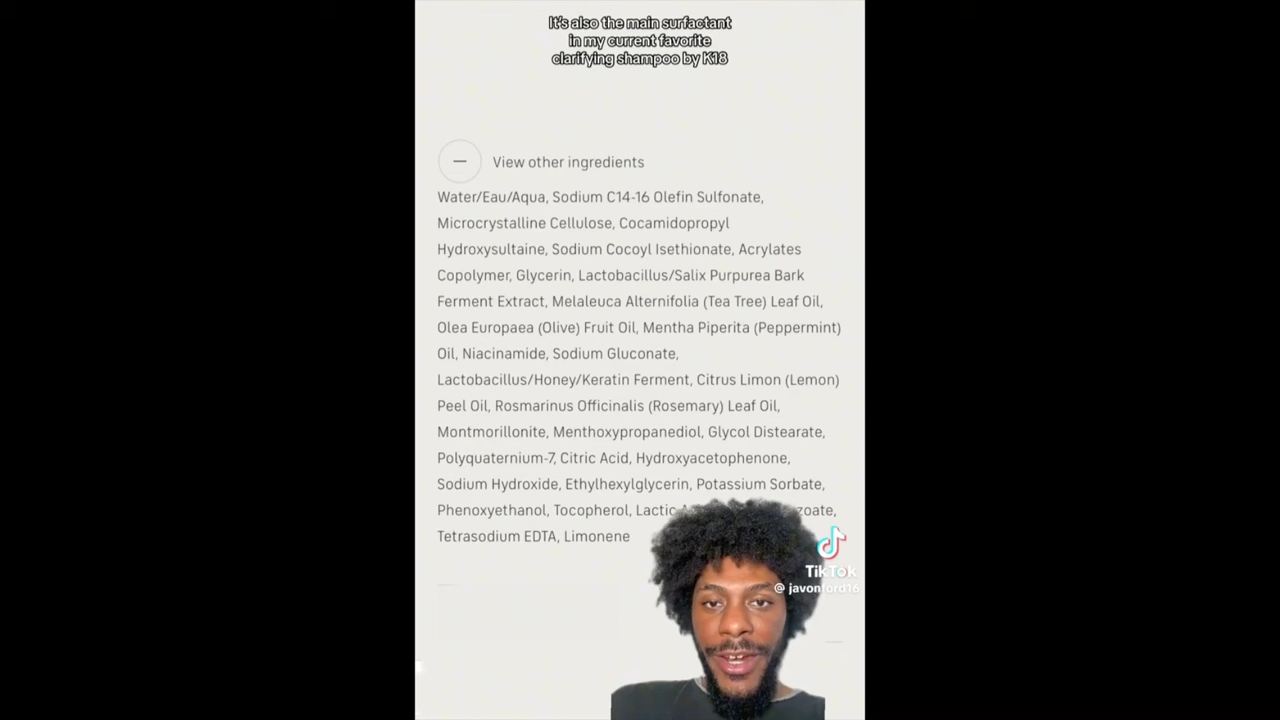 It's also the main surfactant
in my current favorite
clarifying shampoo by K18
View other ingredients
Water/Eau/Aqua, Sodium C14-16 Olefin Sulfonate,
Microcrystalline Cellulose, Cocamidopropyl
Hydroxysultaine, Sodium Cocoyl Isethionate, Acrylates
Copolymer, Glycerin, Lactobacillus/Salix Purpurea Bark
Ferment Extract, Melaleuca Alternifolia (Tea Tree) Leaf Oil,
Olea Europaea (Olive) Fruit Oil, Mentha Piperita (Peppermint)
Oil, Niacinamide, Sodium Gluconate,
Lactobacillus/Honey/Keratin Ferment, Citrus Limon (Lemon)
Peel Oil, Rosmarinus Officinalis (Rosemary) Leaf Oil,
Montmorillonite, Menthoxypropanediol, Glycol Distearate,
Polyquaternium-7, Citric Acid, Hydroxyacetophenone,
Sodium Hydroxide, Ethylhexylglycerin, Potassium Sorbate,
Phenoxyethanol, Tocopherol, Lactic
Tetrasodium EDTA, Limonene
TikTok
@ javonford16